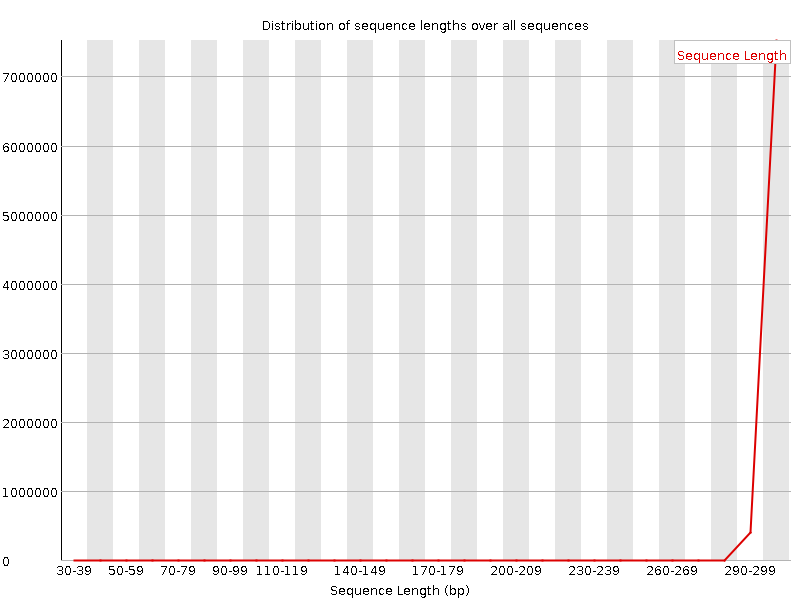 Distribution of sequence lengths over all sequences
Sequence Length
7000000
6000000
5000000
4000000
3000000
2000000
1000000
0
30-39 50-59 70-79 90-99 110-119 140-149 170-179 200-209 230-239 260-269 290-299
Sequence Length (bp)